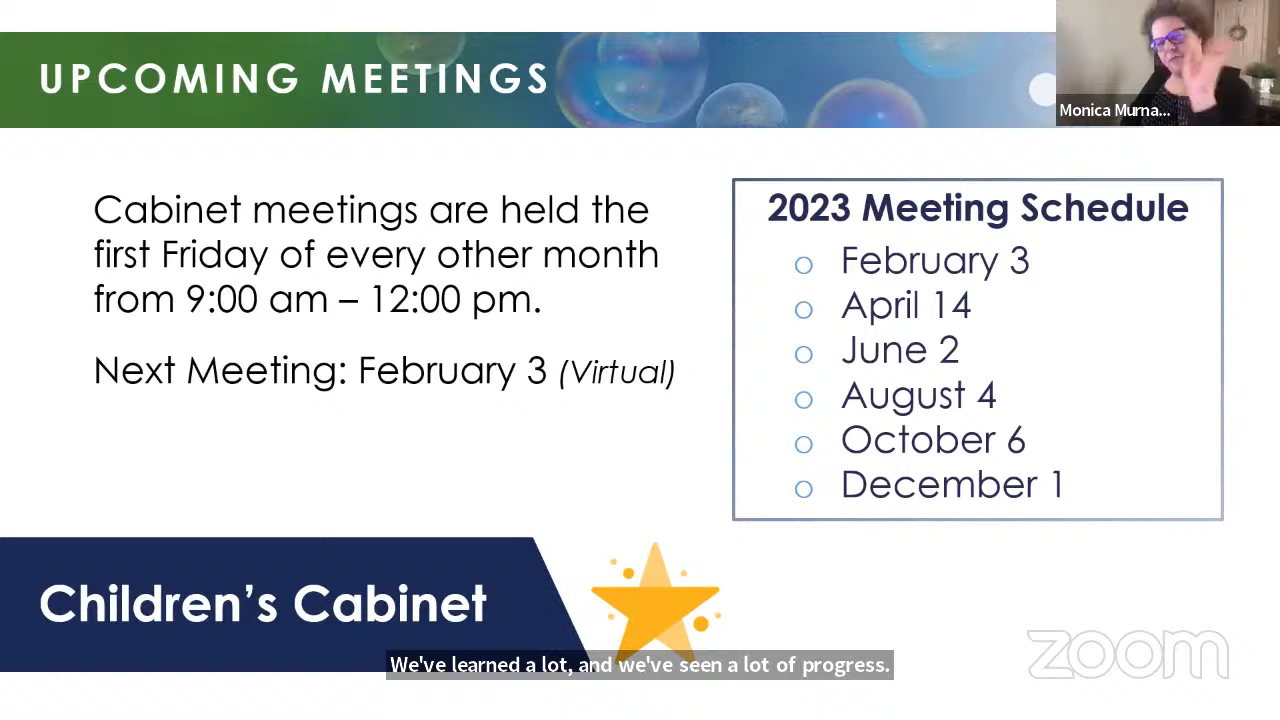 UPCOMING MEETINGS
Monica Murna...
Cabinet meetings are held the
first Friday of every other month
from 9:00 am – 12:00 pm.
Next Meeting: February 3 (Virtual)
2023 Meeting Schedule
o February 3
o April 14
o June 2
o August 4
o October 6
o December 1
Children’s Cabinet
We've learned a lot, and we've seen a lot of progress.
zoom